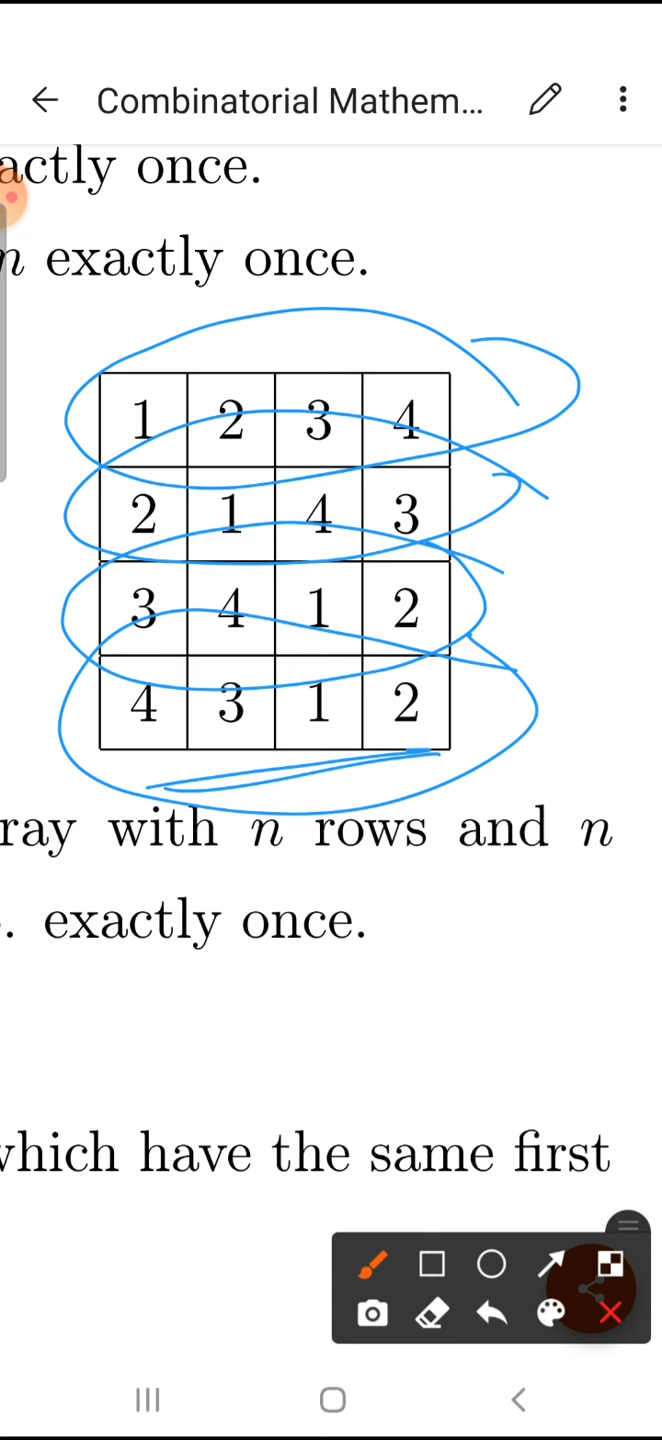 Combinatorial Mathem...
actly once.
n exactly once.
1 2 3 4
2 1 4 3
3 4 1 2
4 3 1 2
ray with n rows and n
. exactly once.
which have the same first